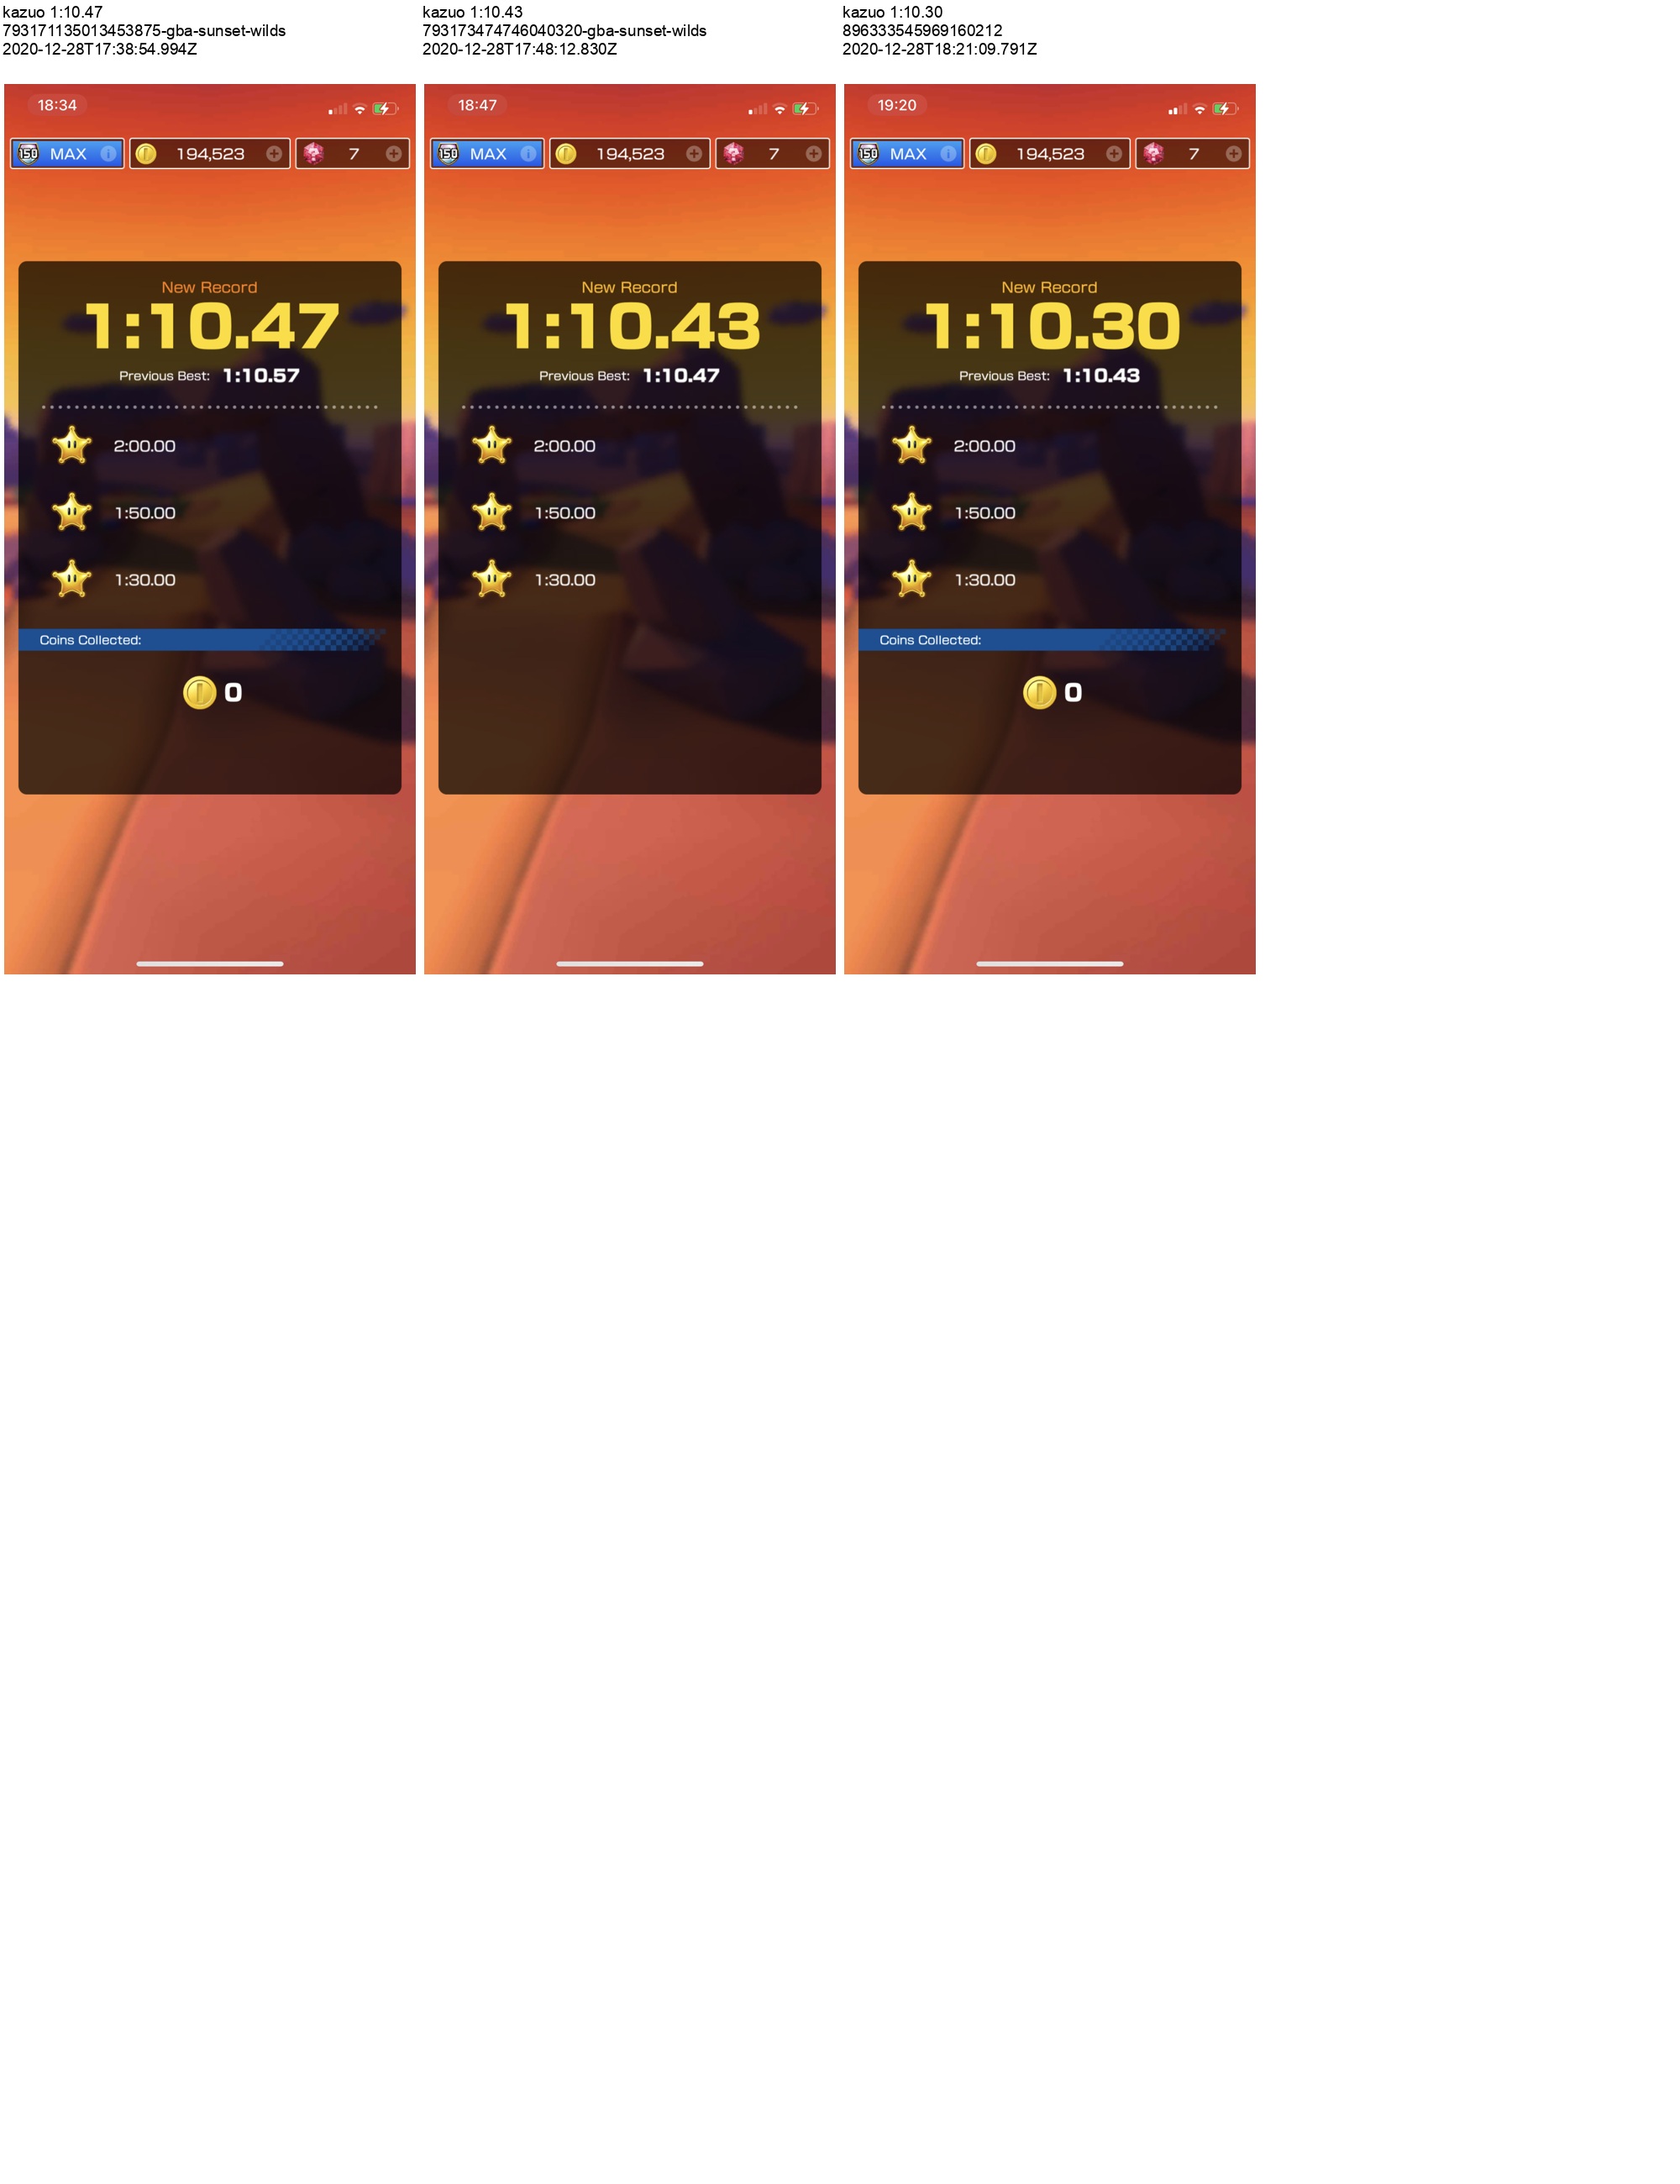 kazuo 1:10.47
793171135013453875-gba-sunset-wilds
2020-12-28T17:38:54.994Z
18:34
150 MAX i 194,523 + 7 +
New Record
1:10.47
Previous Best: 1:10.57
2:00.00
1:50.00
1:30.00
Coins Collected:
0
kazuo 1:10.43
793173474746040320-gba-sunset-wilds
2020-12-28T17:48:12.830Z
18:47
150 MAX i 194,523 + 7 +
New Record
1:10.43
Previous Best: 1:10.47
2:00.00
1:50.00
1:30.00
kazuo 1:10.30
896333545969160212
2020-12-28T18:21:09.791Z
19:20
150 MAX i 194,523 + 7 +
New Record
1:10.30
Previous Best: 1:10.43
2:00.00
1:50.00
1:30.00
Coins Collected:
0